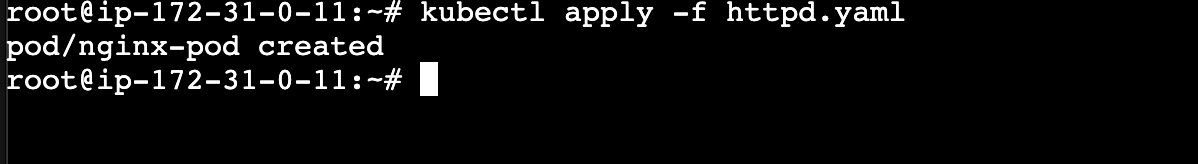 root@ip-172-31-0-11:~# kubectl apply -f httpd.yaml
pod/nginx-pod created
root@ip-172-31-0-11:~#